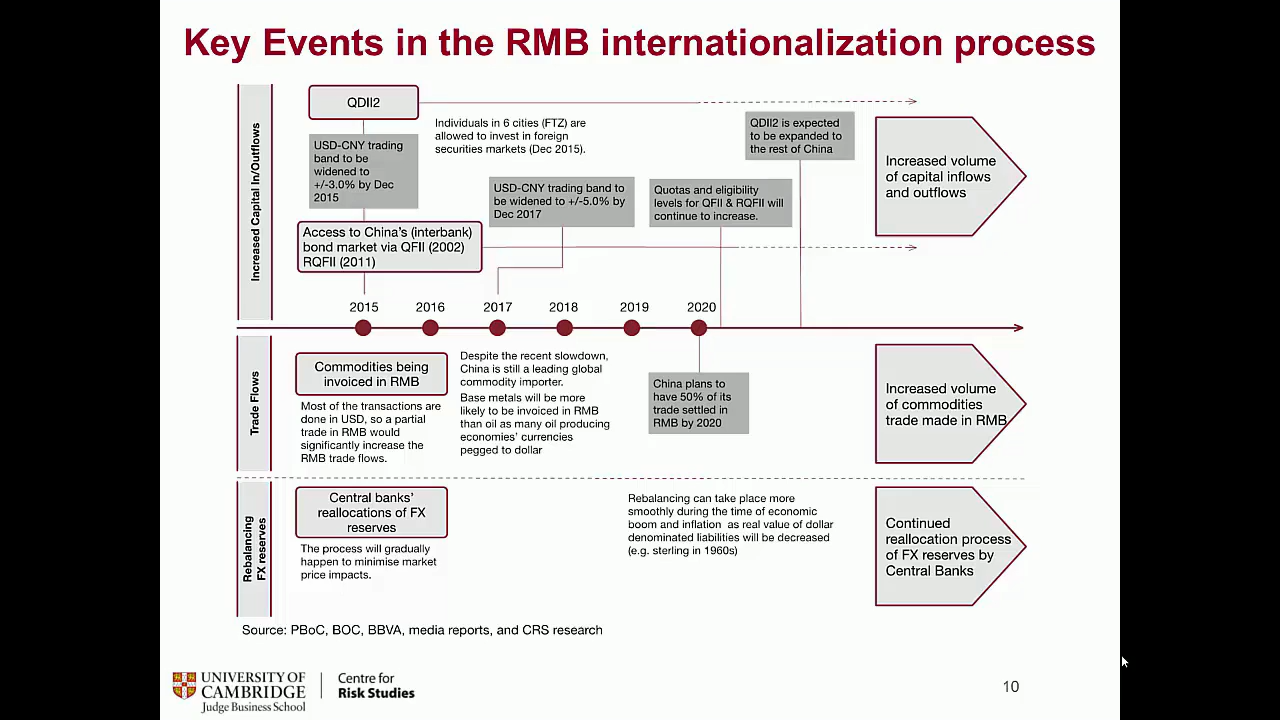 Key Events in the RMB internationalization process
Increased Capital In/Outflows
QDII2
USD-CNY trading
band to be
widened to
+/-3.0% by Dec
2015
Individuals in 6 cities (FTZ) are
allowed to invest in foreign
securities markets (Dec 2015).
QDII2 is expected
to be expanded to
the rest of China
USD-CNY trading band to
be widened to +/-5.0% by
Dec 2017
Quotas and eligibility
levels for QFII & RQFII will
continue to increase.
Access to China's (interbank)
bond market via QFII (2002)
RQFII (2011)
Increased volume
of capital inflows
and outflows
2015 2016 2017 2018 2019 2020
Trade Flows
Commodities being
invoiced in RMB
Most of the transactions are
done in USD, so a partial
trade in RMB would
significantly increase the
RMB trade flows.
Despite the recent slowdown,
China is still a leading global
commodity importer.
Base metals will be more
likely to be invoiced in RMB
than oil as many oil producing
economies' currencies
pegged to dollar
China plans to
have 50% of its
trade settled in
RMB by 2020
Increased volume
of commodities
trade made in RMB
Rebalancing
FX reserves
Central banks'
reallocations of FX
reserves
The process will gradually
happen to minimise market
price impacts.
Rebalancing can take place more
smoothly during the time of economic
boom and inflation as real value of dollar
denominated liabilities will be decreased
(e.g. sterling in 1960s)
Continued
reallocation process
of FX reserves by
Central Banks
Source: PBoC, BOC, BBVA, media reports, and CRS research
UNIVERSITY OF
CAMBRIDGE
Judge Business School
Centre for
Risk Studies
10